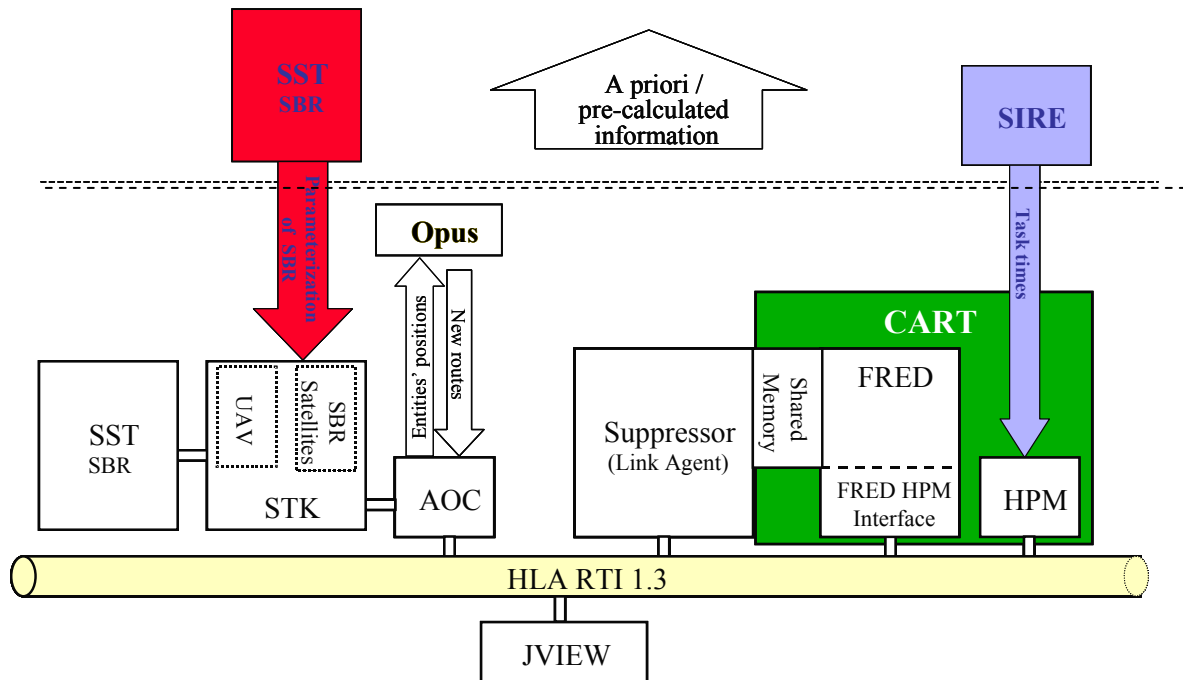 SST
SBR
A priori /
pre-calculated
information
SIRE
Parameterization
of SBR
Task times
Opus
Entities' positions
New routes
CART
SST
SBR
UAV
SBR
Satellites
STK
AOC
Suppressor
(Link Agent)
Shared
Memory
FRED
FRED HPM
Interface
HPM
HLA RTI 1.3
JVIEW